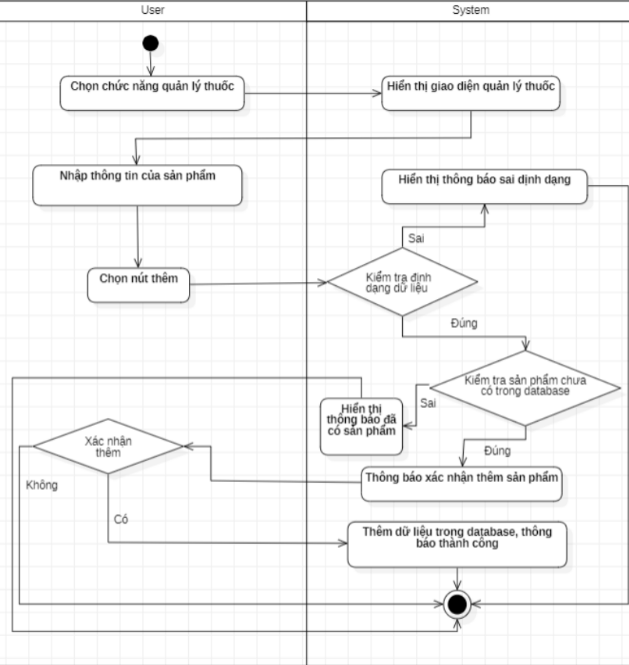 User
System
Chọn chức năng quản lý thuốc
Hiển thị giao diện quản lý thuốc
Nhập thông tin của sản phẩm
Hiển thị thông báo sai dịnh dạng
Sai
Chọn nút thêm
Kiểm tra định
dạng dữ liệu
Đúng
Kiểm tra sản phẩm chưa
có trong database
Sai
Hiển thị
thông báo đã
có sản phẩm
Xác nhận
thêm
Đúng
Thông báo xác nhận thêm sản phẩm
Không
Có
Thêm dữ liệu trong database, thông
báo thành công